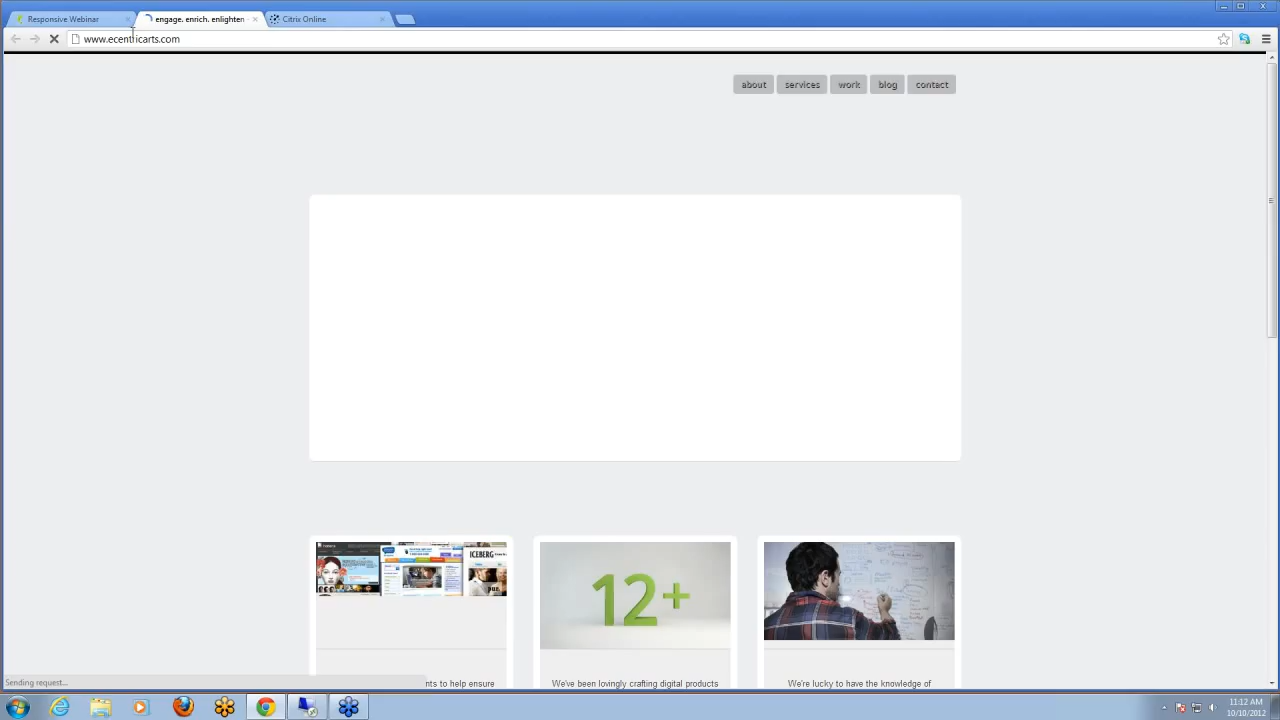 Responsive Webinar
engage. enrich. enlighten
Citrix Online
www.ecentricarts.com
about services work blog contact
ICEBERG
12+
nts to help ensure
We've been lovingly crafting digital products
We're lucky to have the knowledge of
Sending request...
11:12 AM
10/10/2012